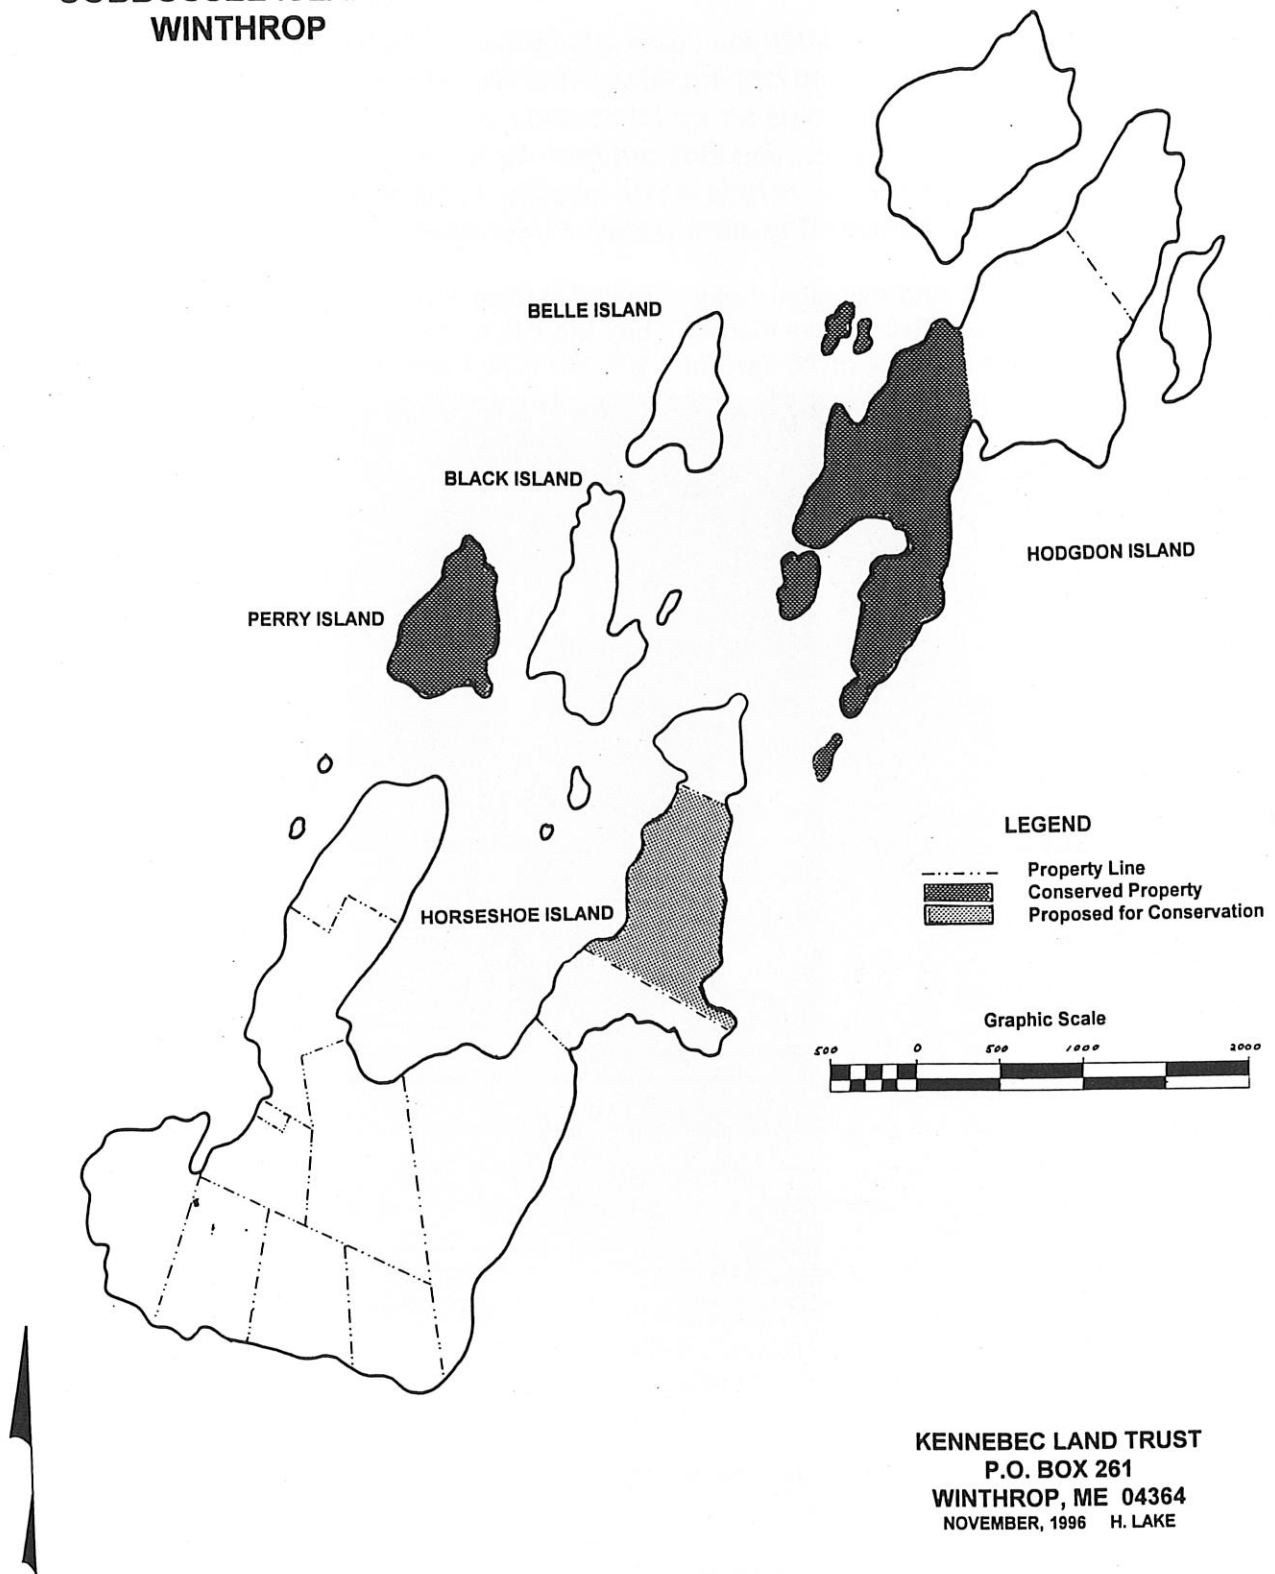 WINTHROP
BELLE ISLAND
BLACK ISLAND
HODGDON ISLAND
PERRY ISLAND
LEGEND
Property Line
Conserved Property
Proposed for Conservation
HORSESHOE ISLAND
Graphic Scale
500 0 500 1000 2000
KENNEBEC LAND TRUST
P.O. BOX 261
WINTHROP, ME 04364
NOVEMBER, 1996 H. LAKE